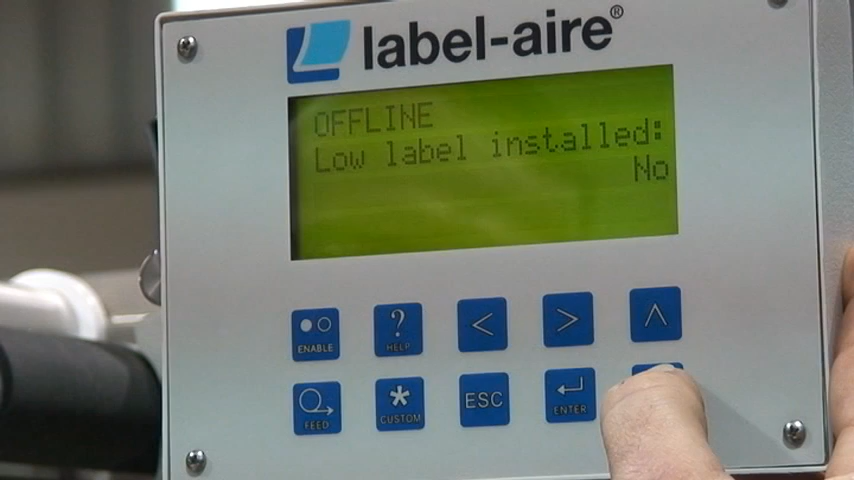 label-aire®
OFFLINE
Low label installed:
No
ENABLE
?
HELP
<
>
FEED
*
CUSTOM
ESC
ENTER